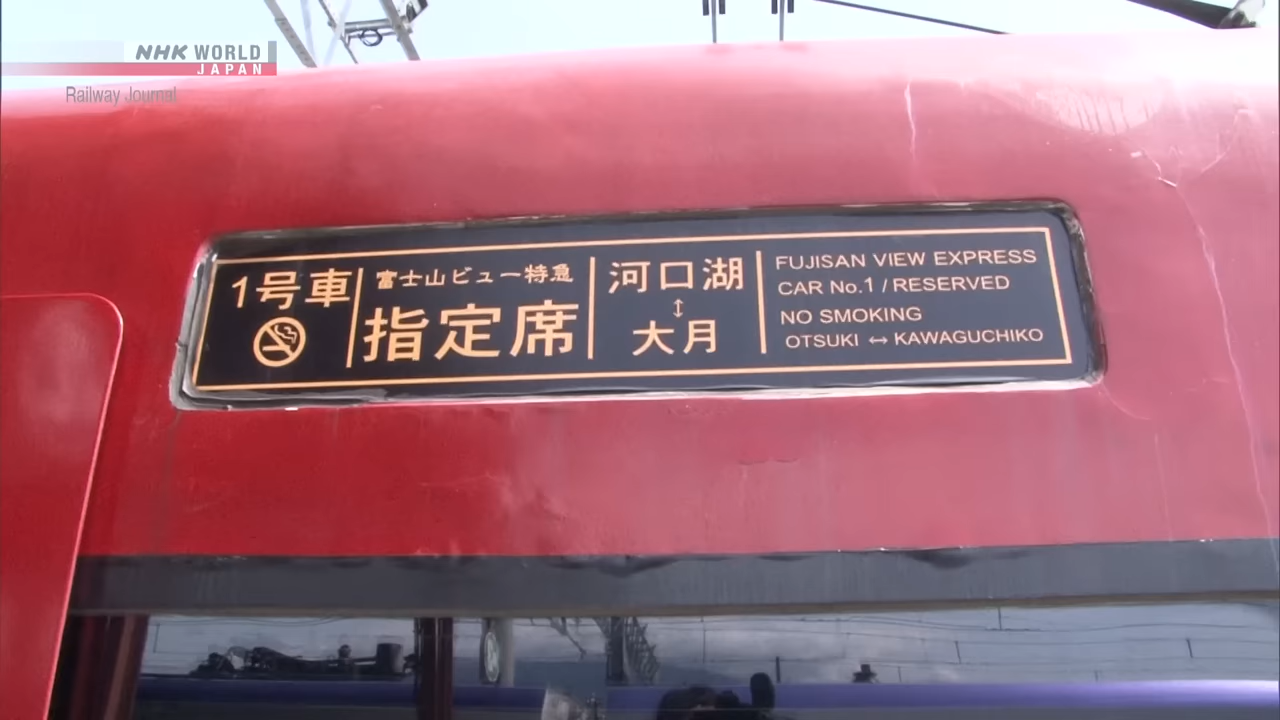 NHK WORLD
JAPAN
Railway Journal
1号車
富士山ビュー特急
指定席
河口湖
↕
大月
FUJISAN VIEW EXPRESS
CAR No.1 / RESERVED
NO SMOKING
OTSUKI ↔ KAWAGUCHIKO